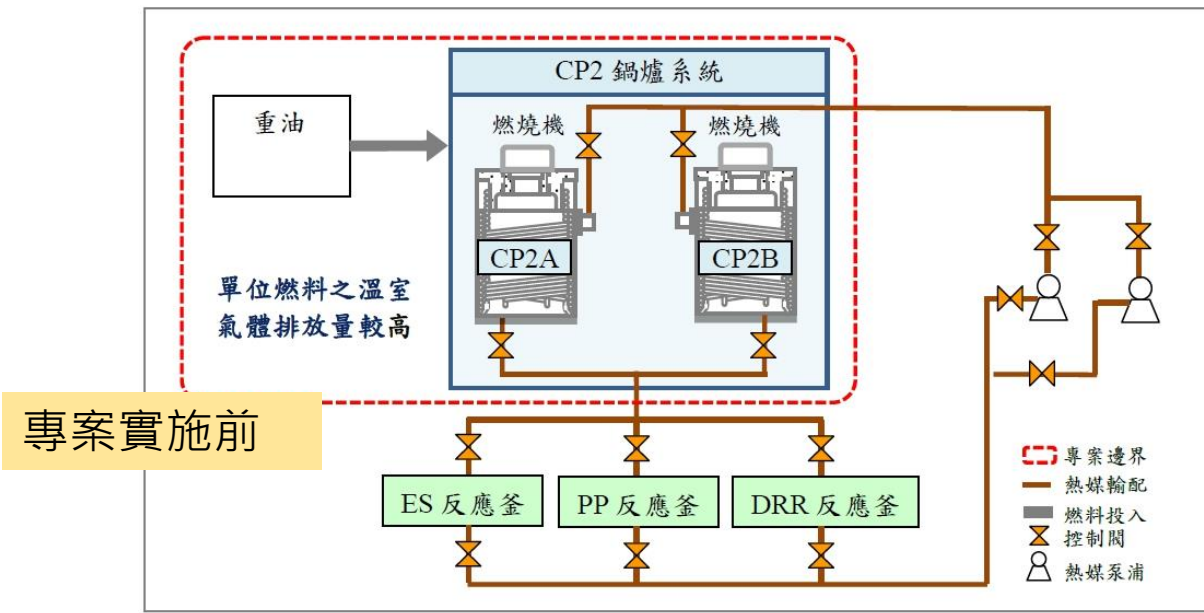 CP2 鍋爐系統
重油
燃燒機
燃燒機
CP2A
CP2B
單位燃料之溫室
氣體排放量較高
專案實施前
ES 反應釜
PP 反應釜
DRR 反應釜
專案邊界
熱媒輸配
燃料投入
控制閥
熱媒泵浦